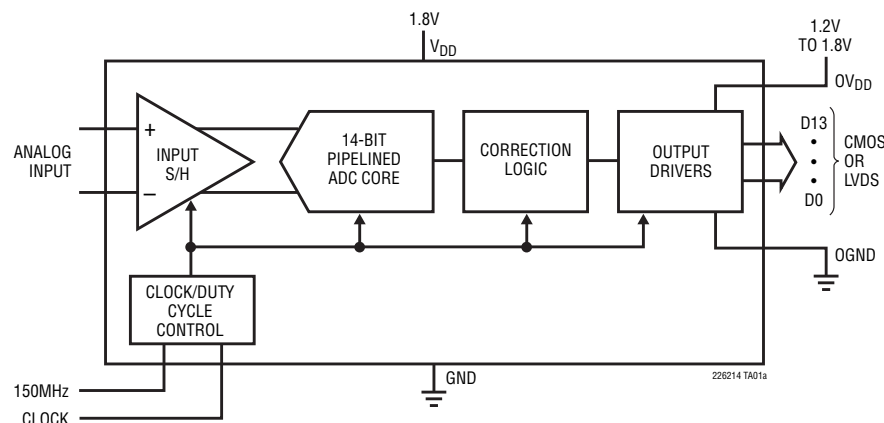 1.8V
VDD
1.2V
TO 1.8V
OVDD
ANALOG
INPUT
+
−
INPUT
S/H
14-BIT
PIPELINED
ADC CORE
CORRECTION
LOGIC
OUTPUT
DRIVERS
D13
•
•
•
D0
CMOS
OR
LVDS
OGND
CLOCK/DUTY
CYCLE
CONTROL
GND
226214 TA01a
150MHz
CLOCK